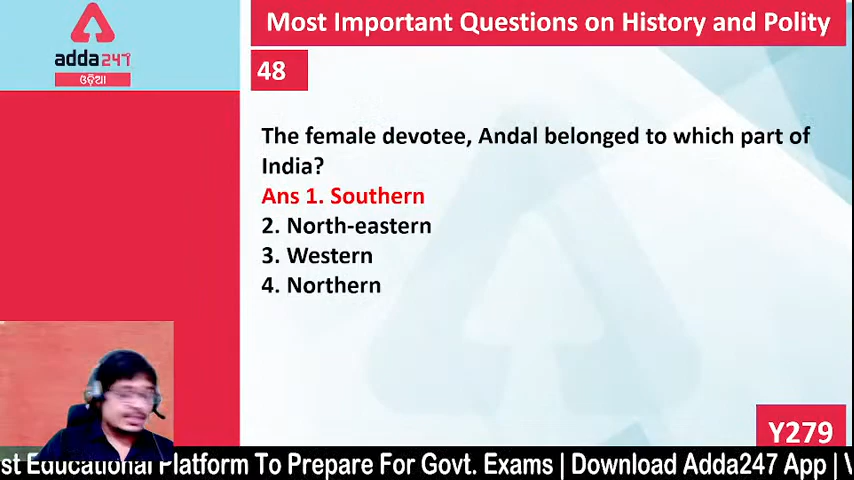 Most Important Questions on History and Polity
adda247
ଓଡ଼ିଆ
48
The female devotee, Andal belonged to which part of
India?
Ans 1. Southern
2. North-eastern
3. Western
4. Northern
Y279
st Educational Platform To Prepare For Govt. Exams | Download Adda247 App |